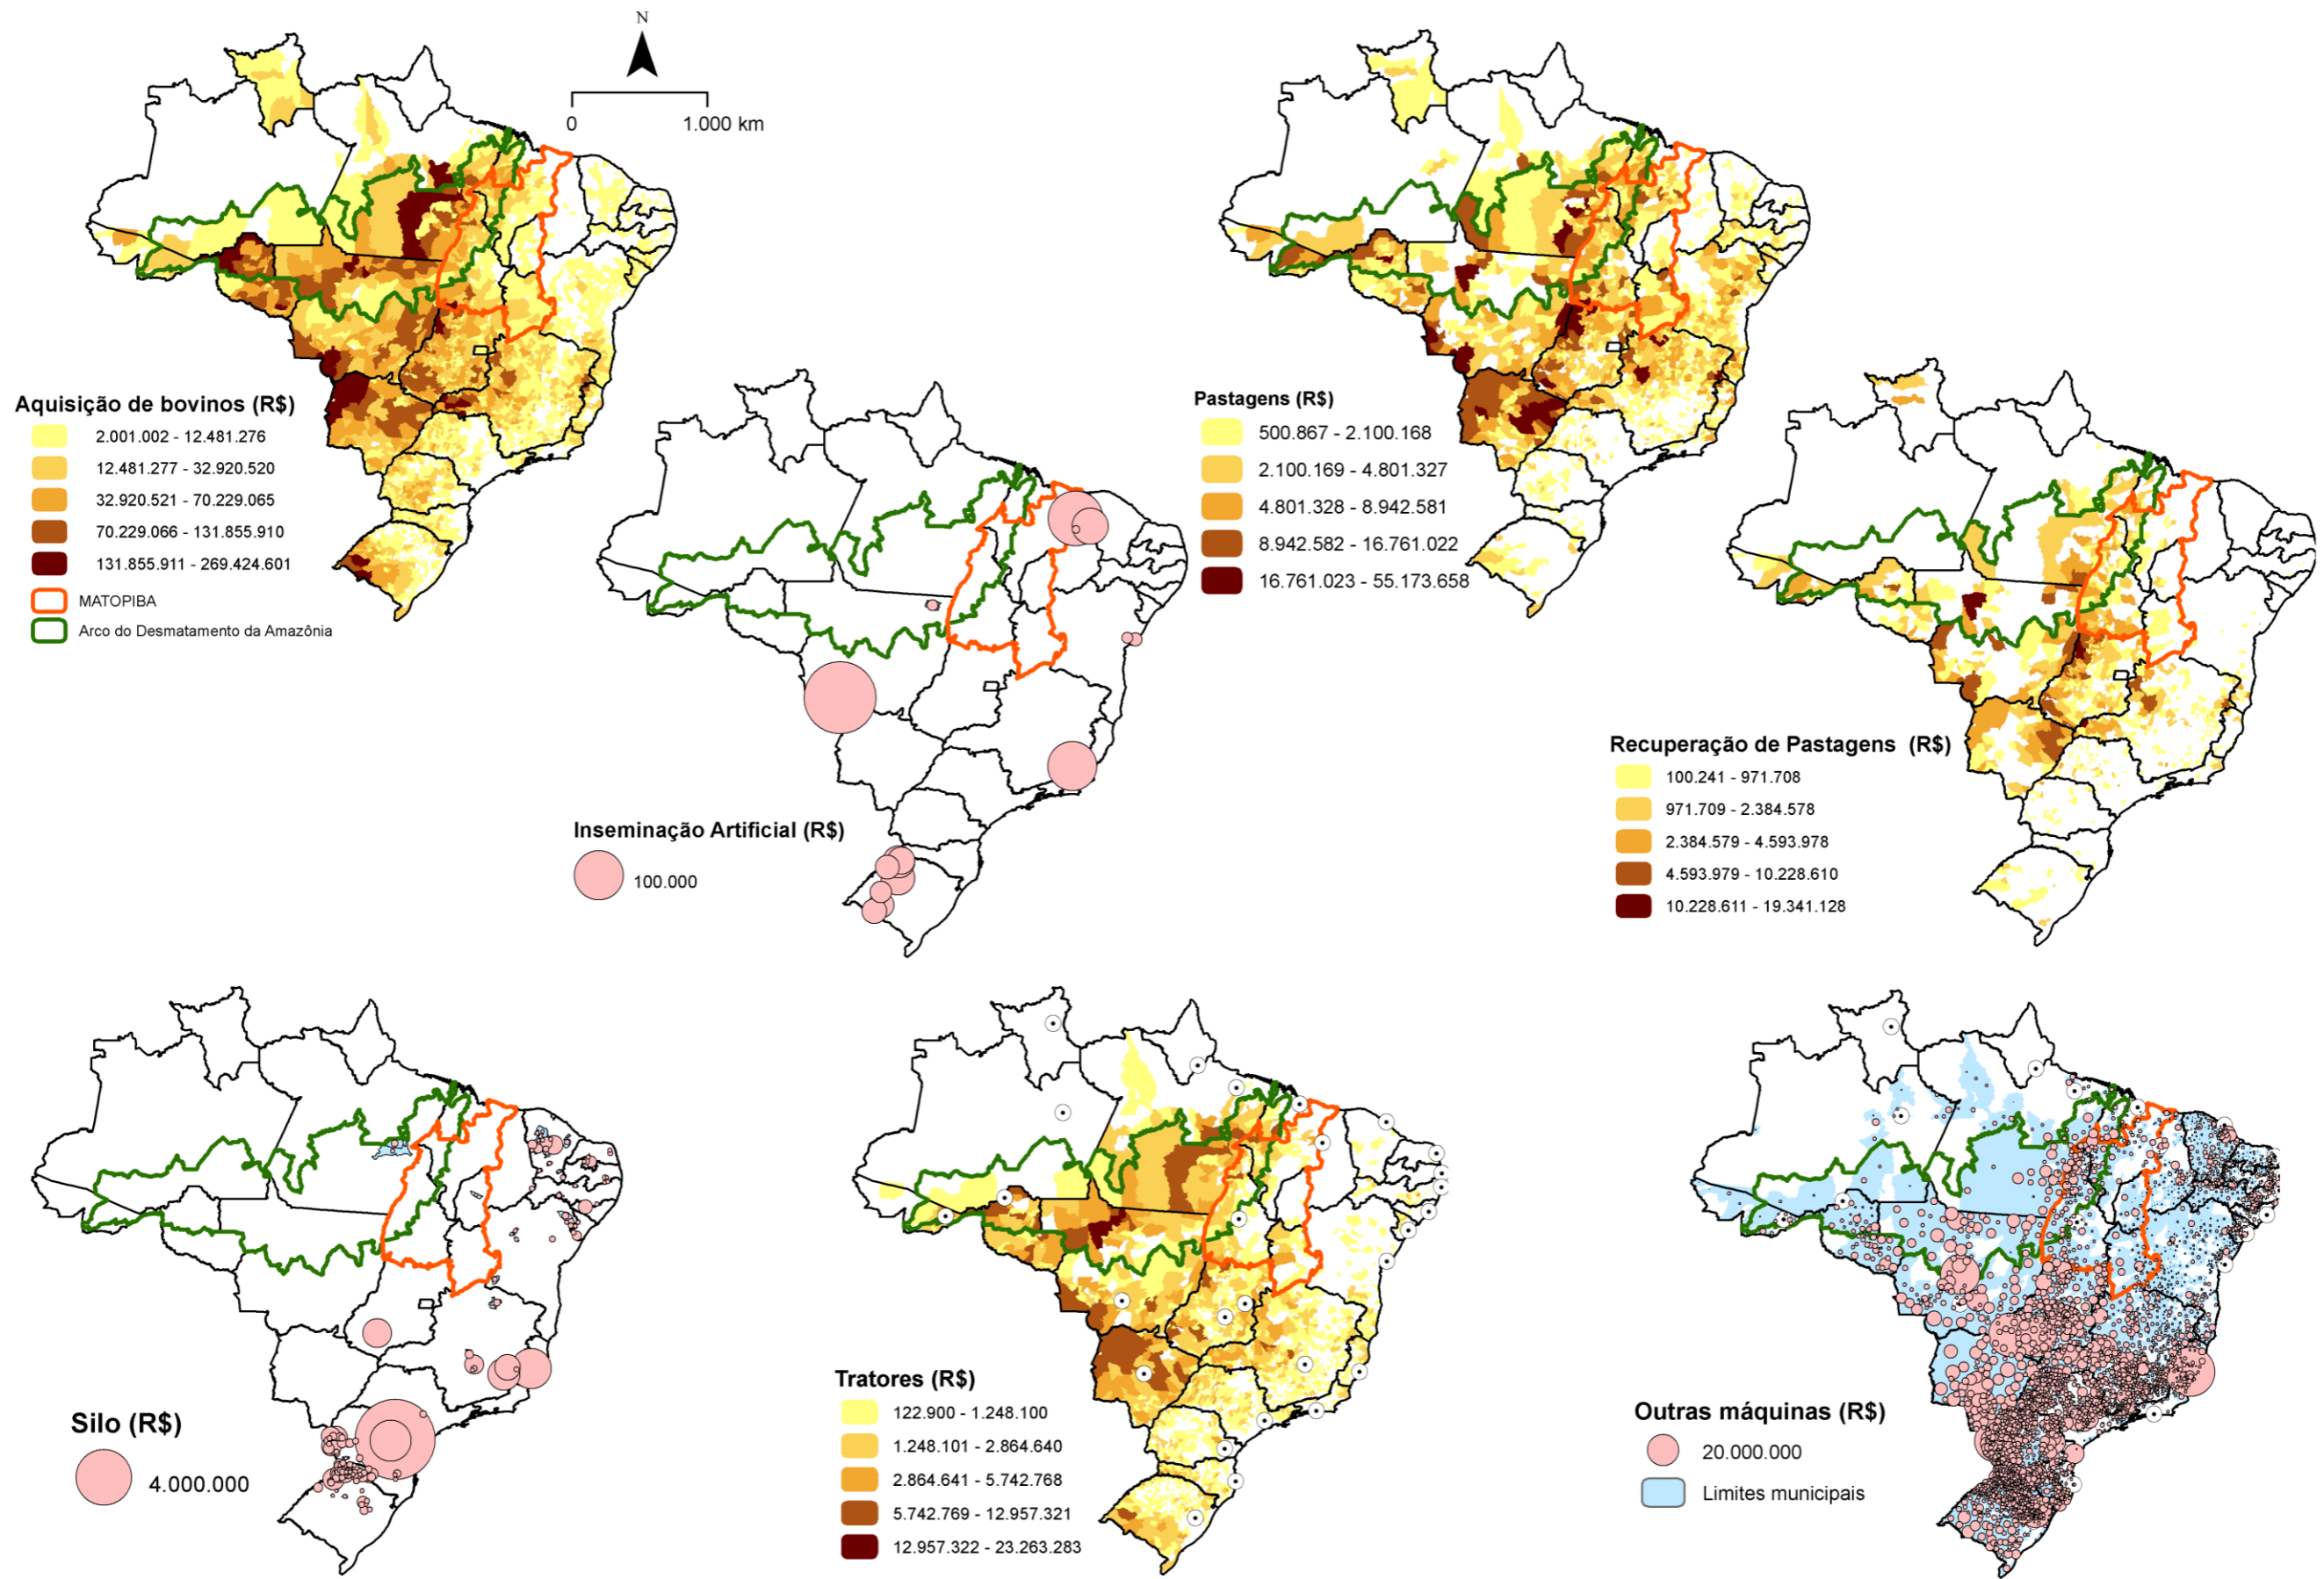 N
0 1.000 km
Aquisição de bovinos (R$)
2.001.002 - 12.481.276
12.481.277 - 32.920.520
32.920.521 - 70.229.065
70.229.066 - 131.855.910
131.855.911 - 269.424.601
MATOPIBA
Arco do Desmatamento da Amazônia
Inseminação Artificial (R$)
100.000
Pastagens (R$)
500.867 - 2.100.168
2.100.169 - 4.801.327
4.801.328 - 8.942.581
8.942.582 - 16.761.022
16.761.023 - 55.173.658
Recuperação de Pastagens (R$)
100.241 - 971.708
971.709 - 2.384.578
2.384.579 - 4.593.978
4.593.979 - 10.228.610
10.228.611 - 19.341.128
Silo (R$)
4.000.000
Tratores (R$)
122.900 - 1.248.100
1.248.101 - 2.864.640
2.864.641 - 5.742.768
5.742.769 - 12.957.321
12.957.322 - 23.263.283
Outras máquinas (R$)
20.000.000
Limites municipais